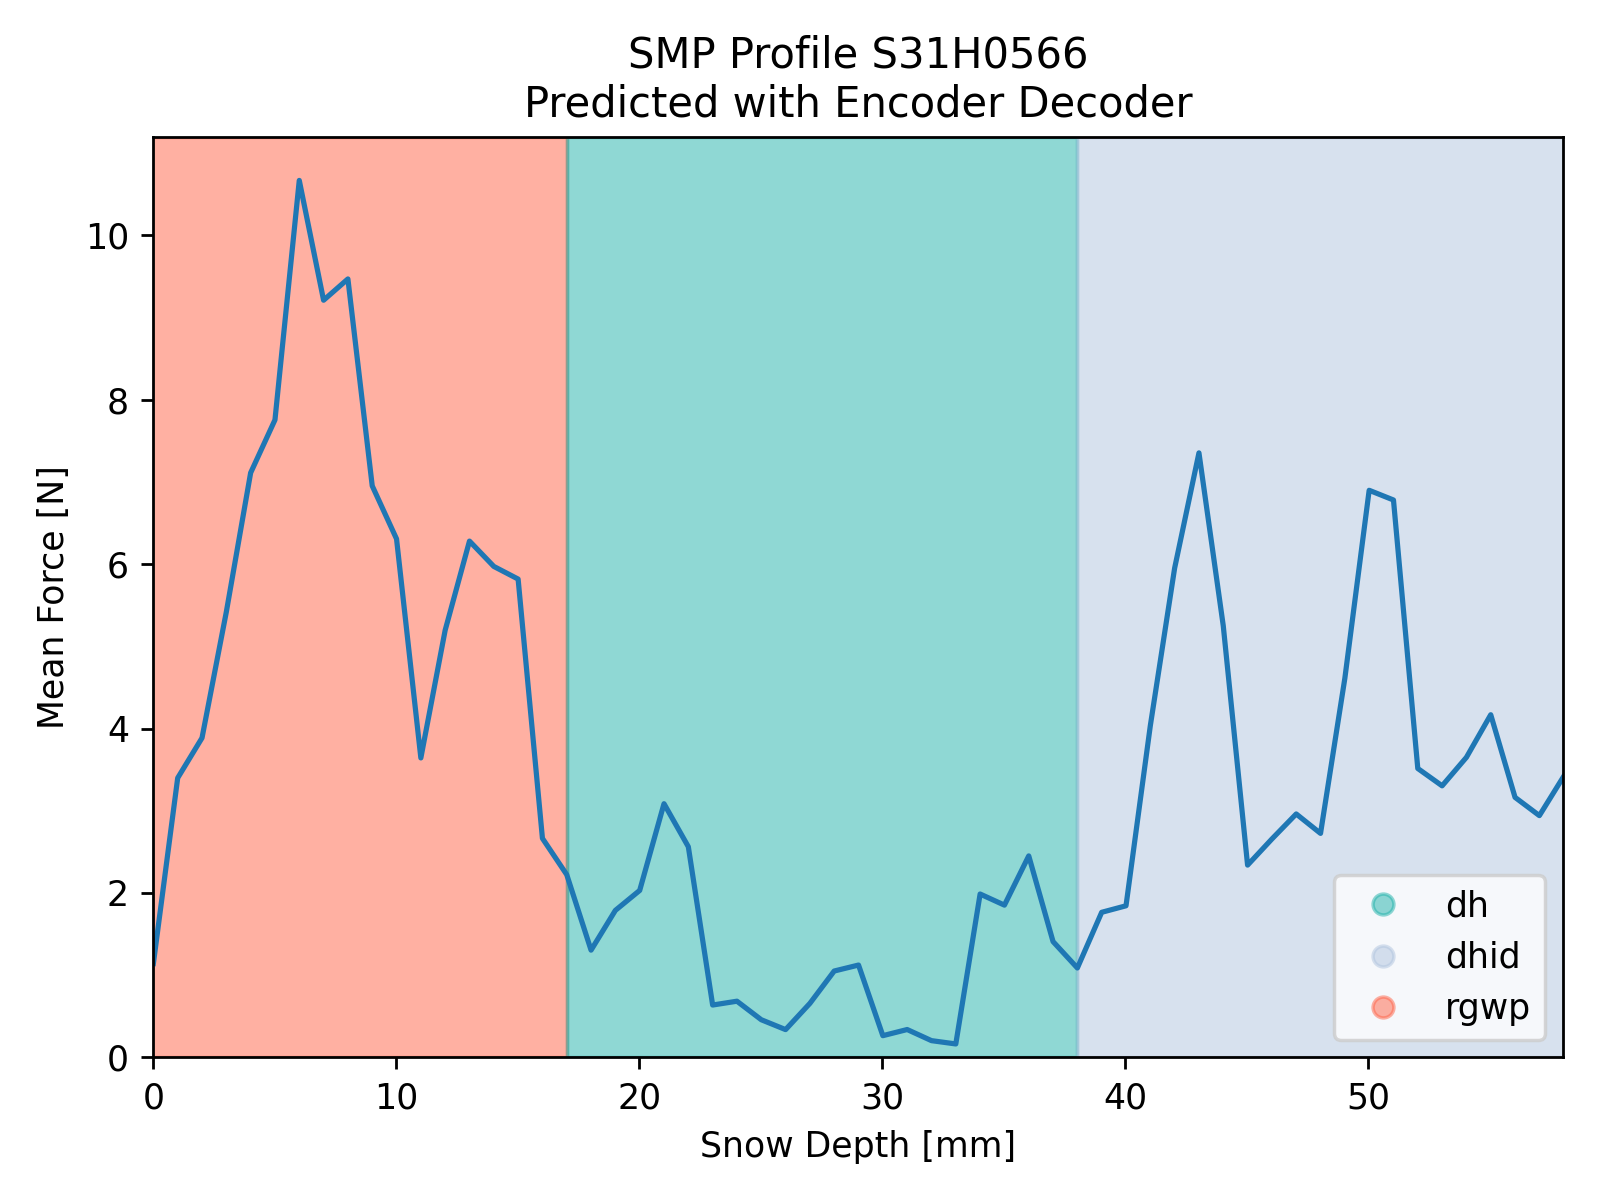 SMP Profile S31H0566
Predicted with Encoder Decoder
Mean Force [N]
10
8
6
4
2
0
dh
dhid
rgwp
0 10 20 30 40 50
Snow Depth [mm]